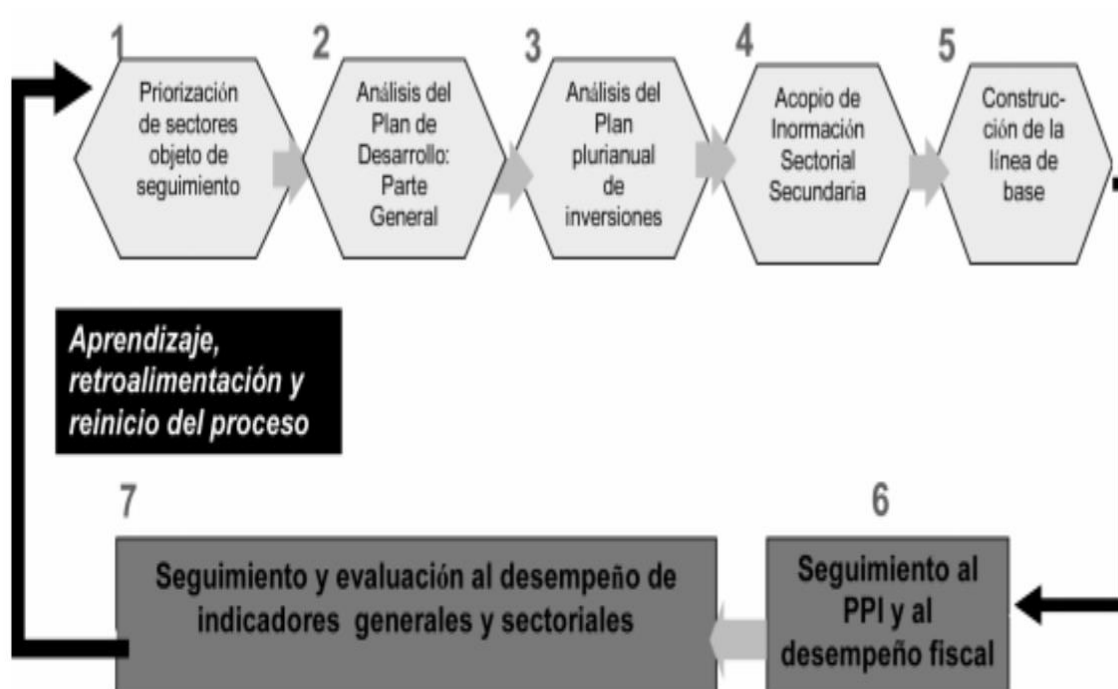 1
Priorización
de sectores
objeto de
seguimiento
2
Análisis del
Plan de
Desarrollo:
Parte
General
3
Análisis del
Plan
plurianual
de
inversiones
4
Acopio de
Inormación
Sectorial
Secundaria
5
Construc-
ción de la
línea de
base
Aprendizaje,
retroalimentación y
reinicio del proceso
7
Seguimiento y evaluación al desempeño de
indicadores generales y sectoriales
6
Seguimiento al
PPI y al
desempeño fiscal